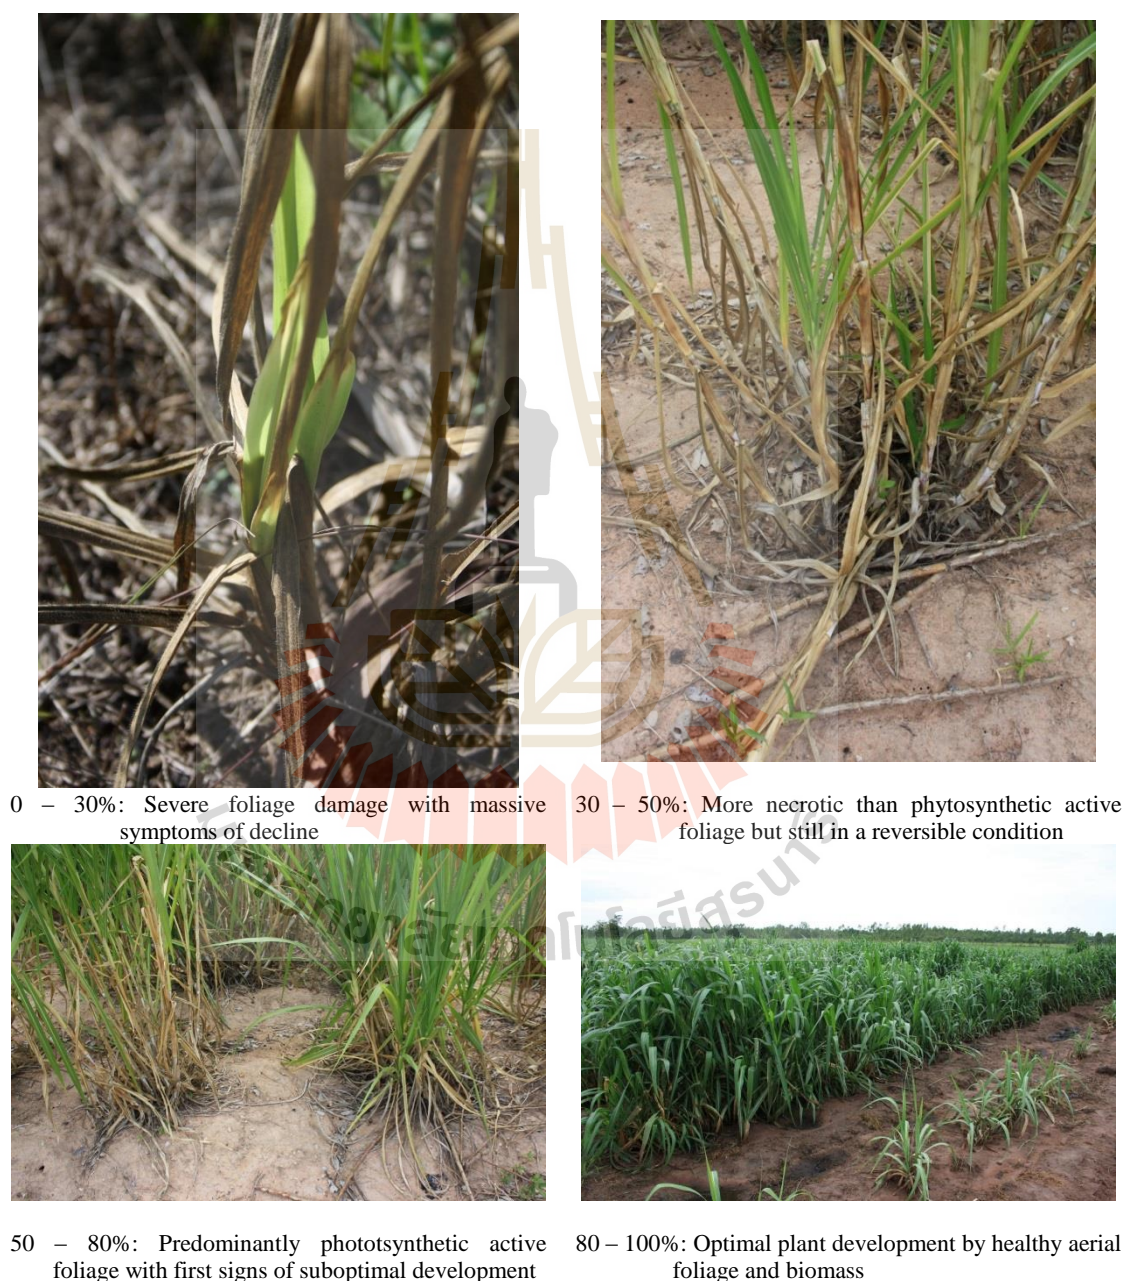 0 – 30%: Severe foliage damage with massive
symptoms of decline
30 – 50%: More necrotic than phytosynthetic active
foliage but still in a reversible condition
50 – 80%: Predominantly phototsynthetic active
foliage with first signs of suboptimal development
80 – 100%: Optimal plant development by healthy aerial
foliage and biomass